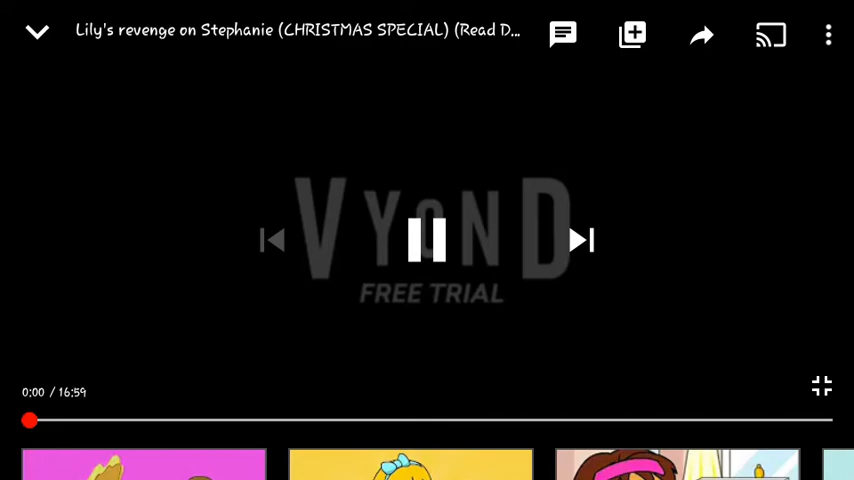 Lily's revenge on Stephanie (CHRISTMAS SPECIAL) (Read D...
VYOND
FREE TRIAL
0:00 / 16:59